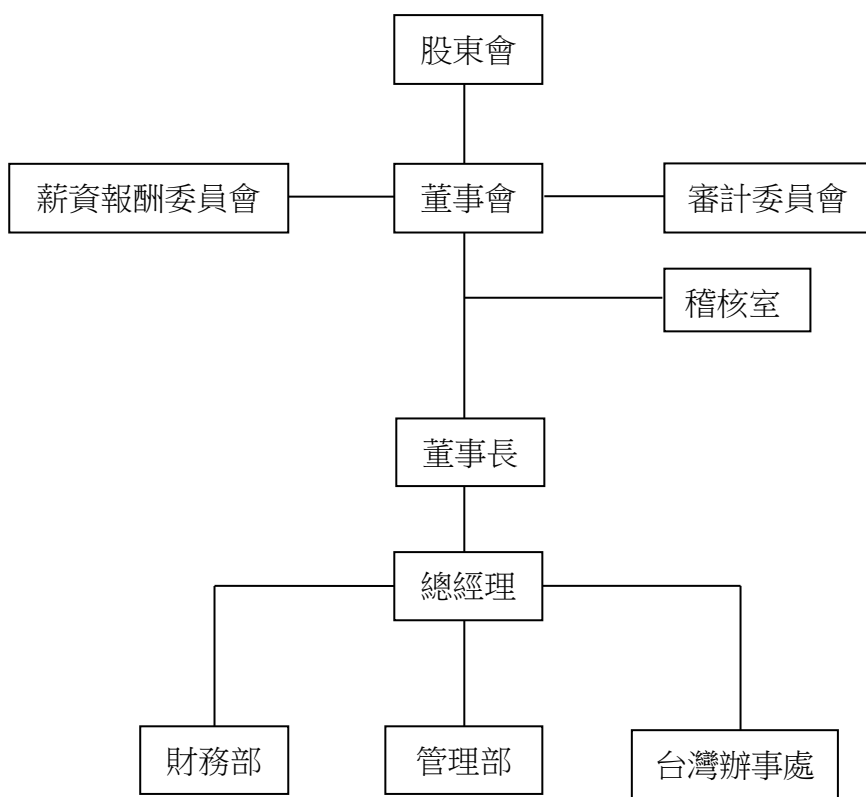 股東會
薪資報酬委員會
董事會
審計委員會
稽核室
董事長
總經理
財務部
管理部
台灣辦事處